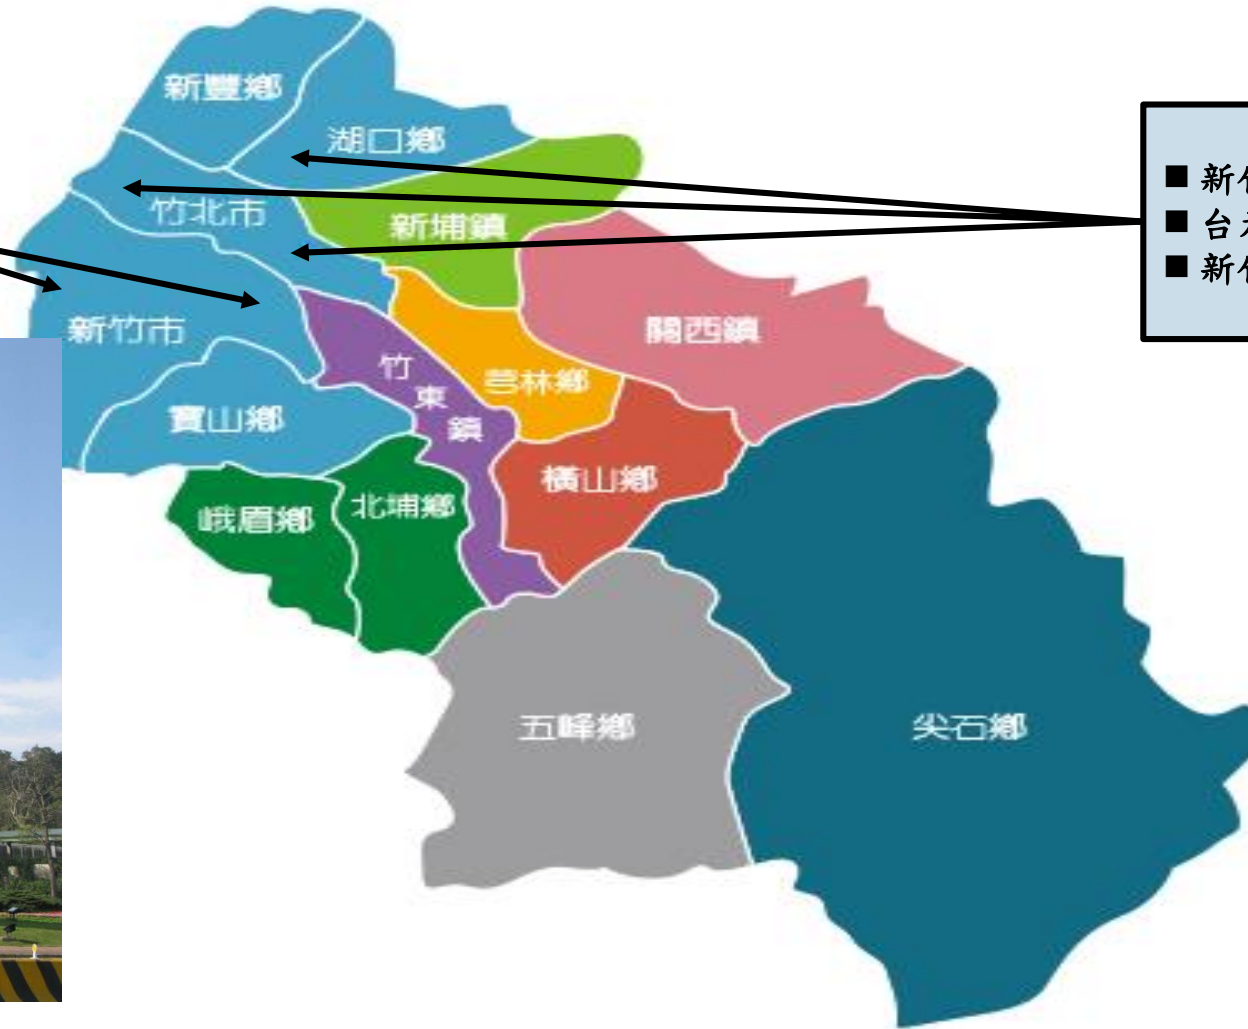 新豐鄉
湖口鄉
竹北市
新埔鎮
新竹市
關西鎮
竹東鎮
芎林鄉
寶山鄉
橫山鄉
峨眉鄉
北埔鄉
五峰鄉
尖石鄉
■ 新
■ 台
■ 新